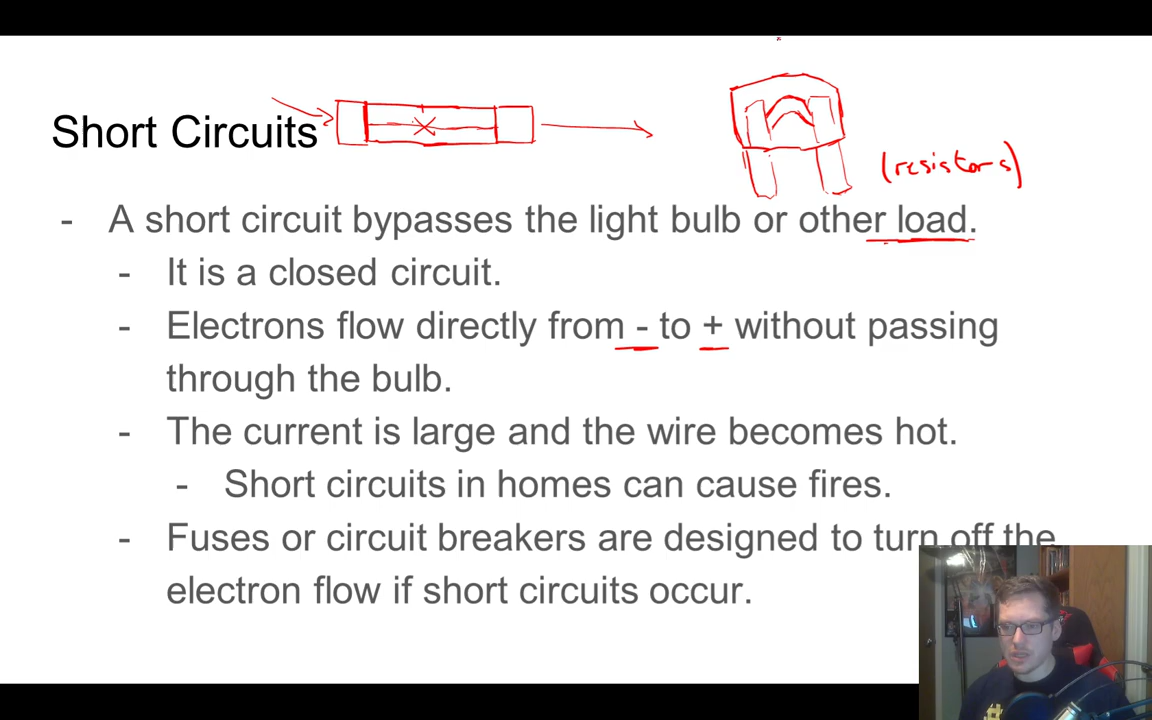 Short Circuits
(resistors)
- A short circuit bypasses the light bulb or other load.
- It is a closed circuit.
- Electrons flow directly from - to + without passing
through the bulb.
- The current is large and the wire becomes hot.
- Short circuits in homes can cause fires.
- Fuses or circuit breakers are designed to turn off the
electron flow if short circuits occur.